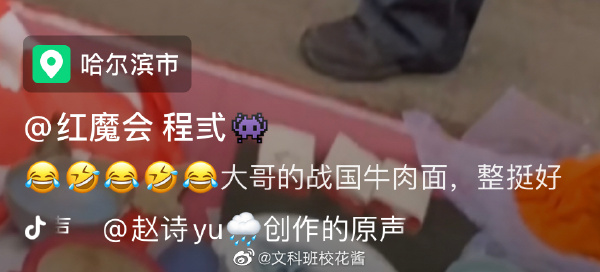 哈尔滨市
@红魔会 程弎👾
😂🤣😂🤣😂大哥的战国牛肉面，整挺好
@赵诗yu🌧️创作的原声
@文科班校花酱